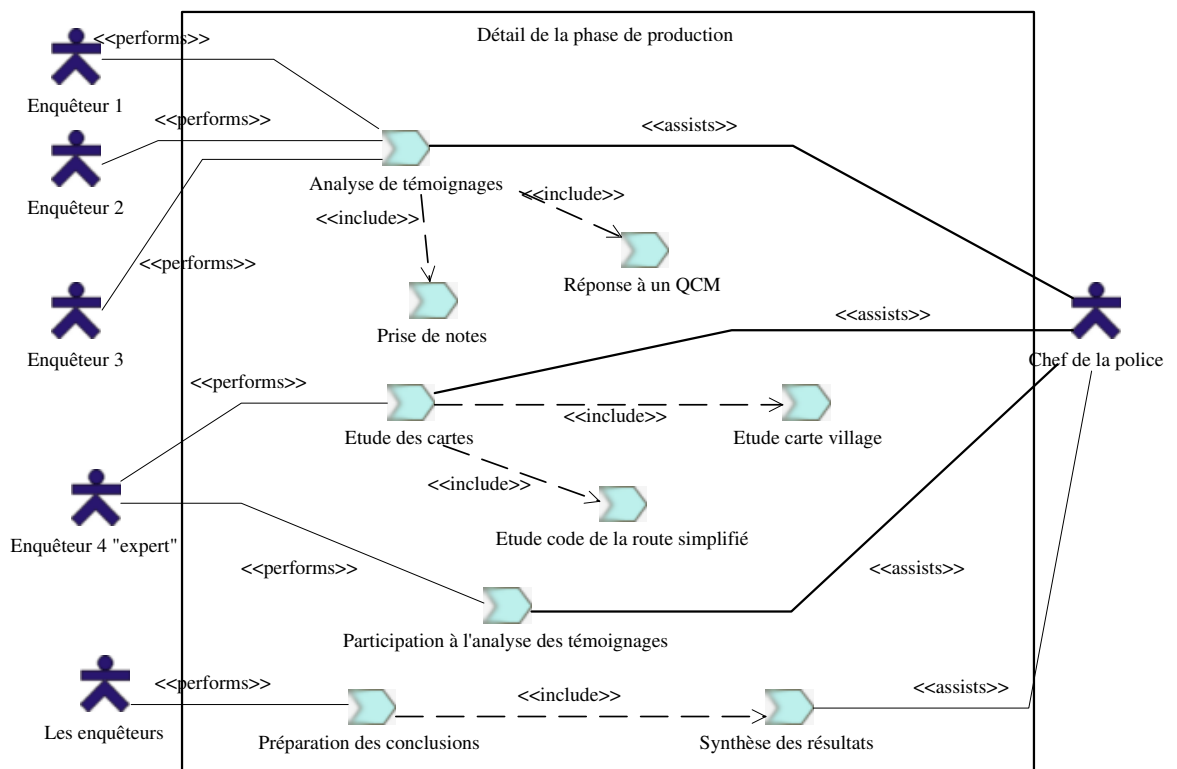 Détail de la phase de production
<<performs>>
Enquêteur 1
<<performs>>
<<assists>>
Analyse de témoignages
<<include>>
Enquêteur 2
<<include>>
<<performs>>
Réponse à un QCM
<<assists>>
Prise de notes
Enquêteur 3
Chef de la police
<<performs>>
<<include>>
Etude des cartes
Etude carte village
<<include>>
Etude code de la route simplifié
Enquêteur 4 "expert"
<<performs>>
<<assists>>
Participation à l'analyse des témoignages
<<performs>>
<<include>>
<<assists>>
Les enquêteurs
Préparation des conclusions
Synthèse des résultats